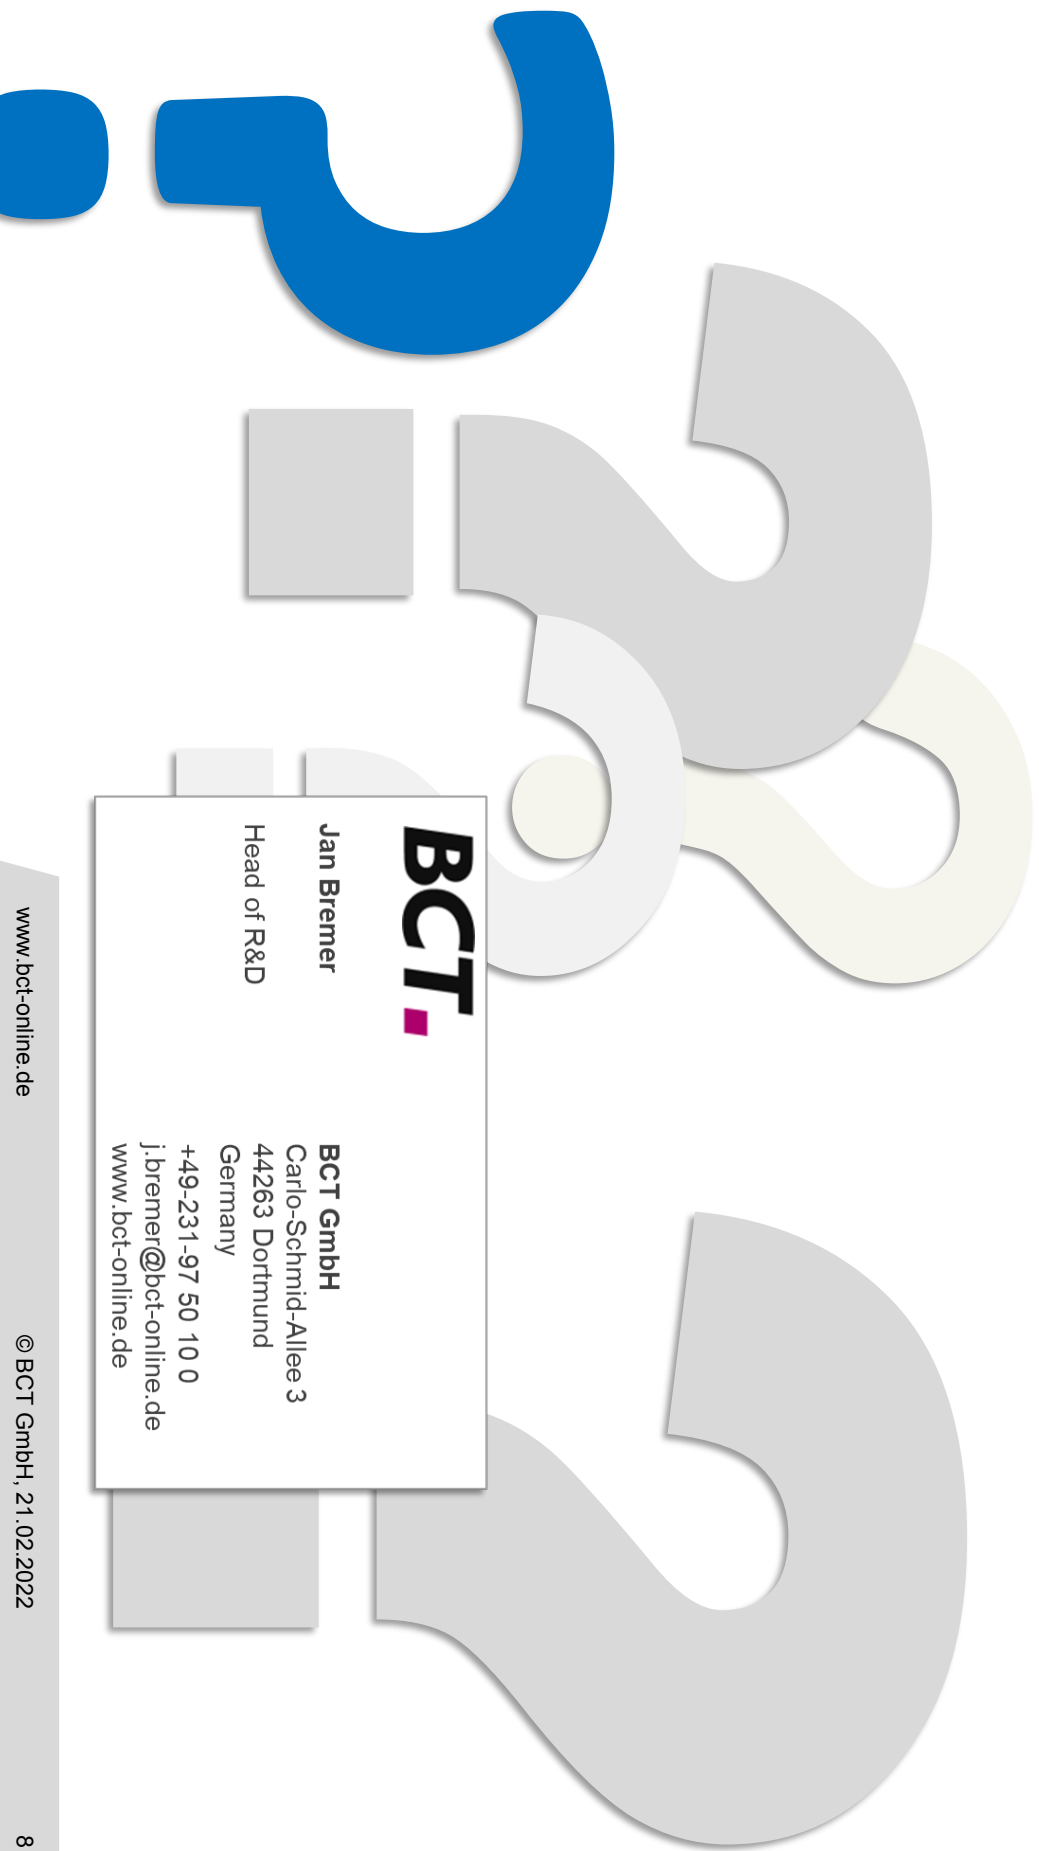 ?
?
?
?
?
BCT.
Jan Bremer
Head of R&D
BCT GmbH
Carlo-Schmid-Allee 3
44263 Dortmund
Germany
+49-231-97 50 10 0
j.bremer@bct-online.de
www.bct-online.de
www.bct-online.de
© BCT GmbH, 21.02.2022
8